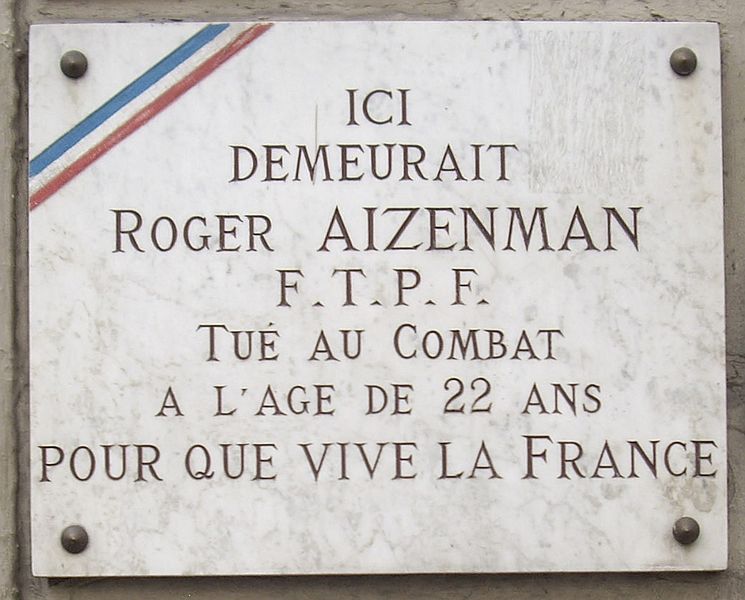 ICI
DEMEURAIT
ROGER AIZENMAN
F.T.P.F.
TUÉ AU COMBAT
A L'AGE DE 22 ANS
POUR QUE VIVE LA FRANCE